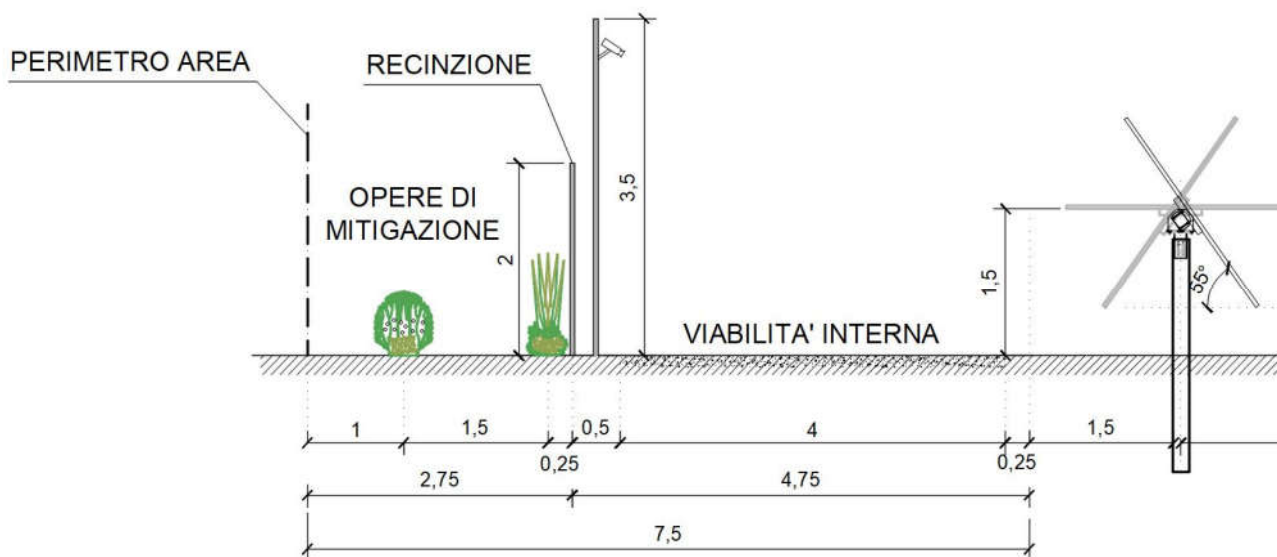 PERIMETRO AREA
RECINZIONE
OPERE DI
MITIGAZIONE
2
3,5
1,5
55°
VIABILITA' INTERNA
1
1,5
0,25
0,5
4
0,25
1,5
2,75
4,75
7,5